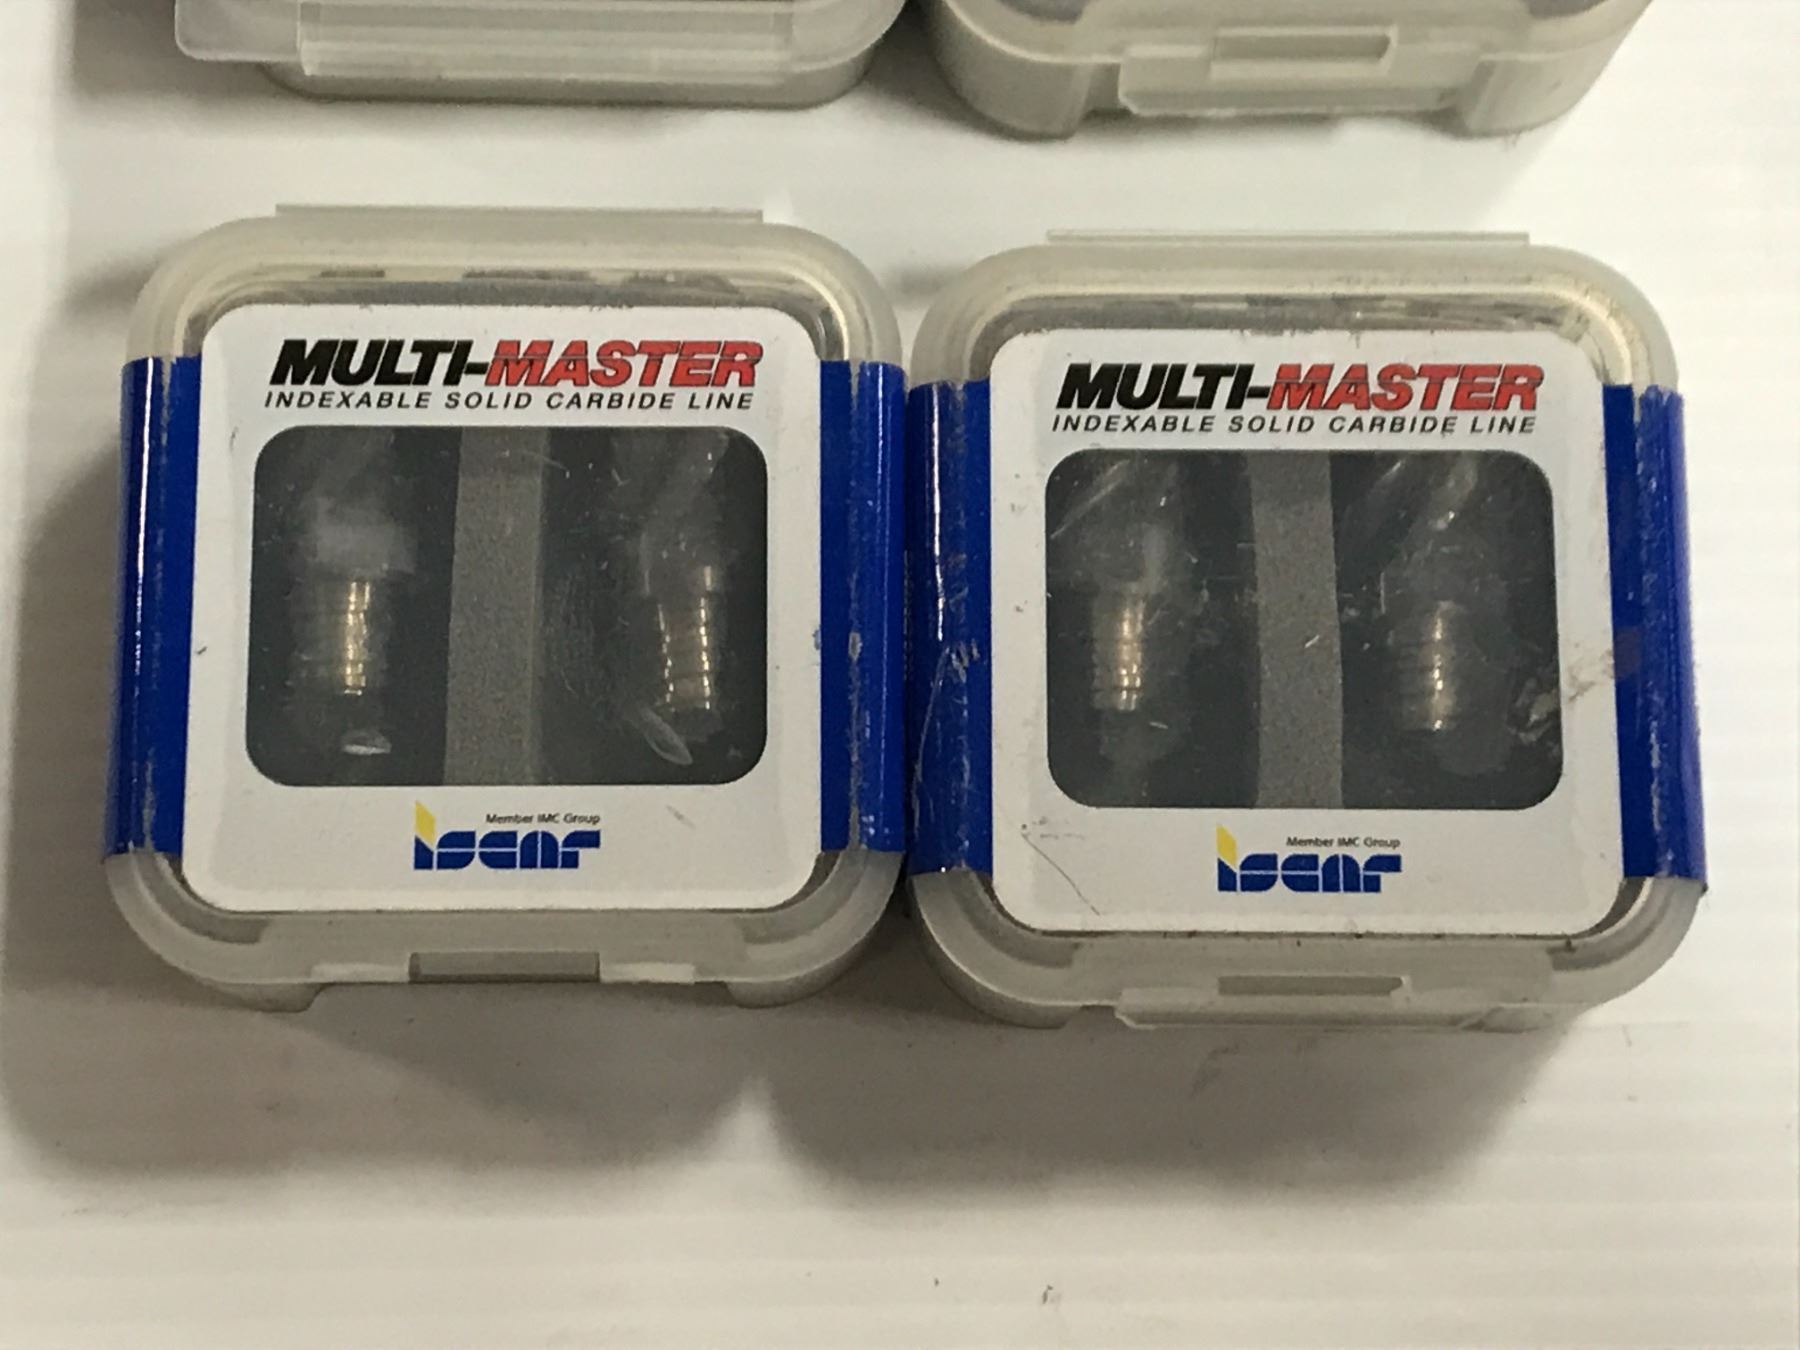 MULTI-MASTER
INDEXABLE SOLID CARBIDE LINE
Member IMC Group
iscar
MULTI-MASTER
INDEXABLE SOLID CARBIDE LINE
Member IMC Group
iscar